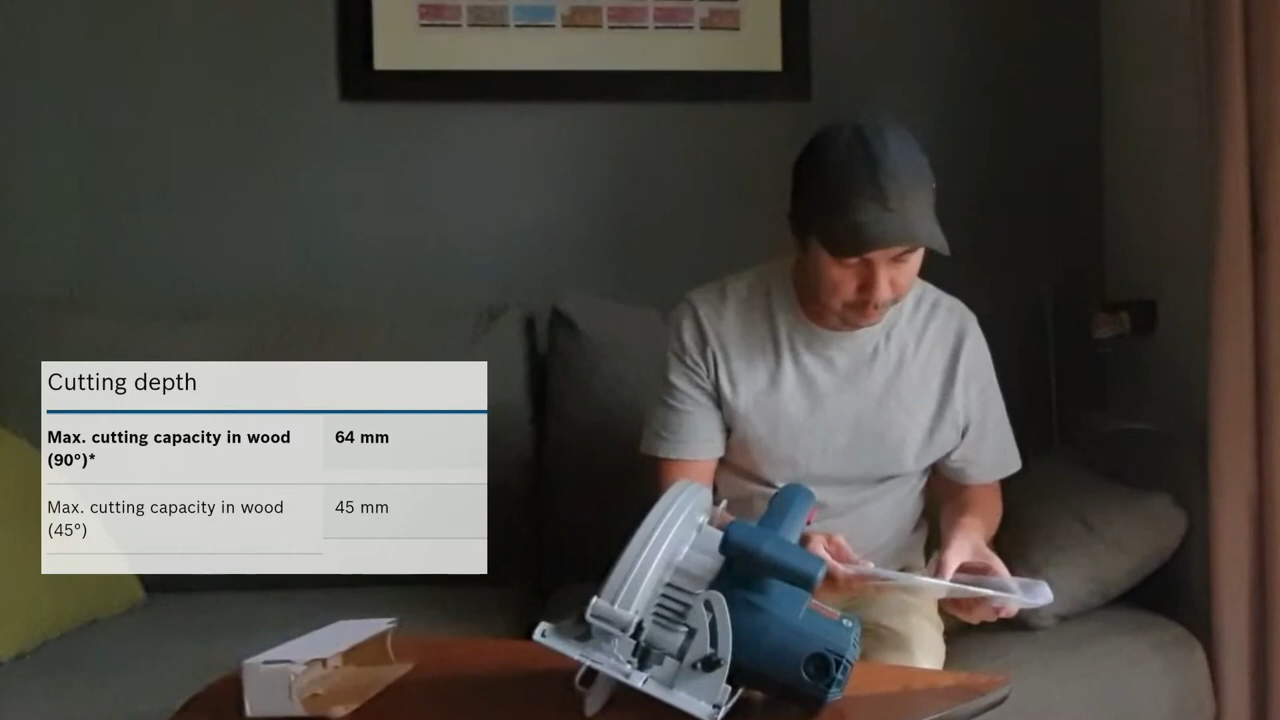 Cutting depth
Max. cutting capacity in wood 64 mm
(90°)*
Max. cutting capacity in wood 45 mm
(45°)